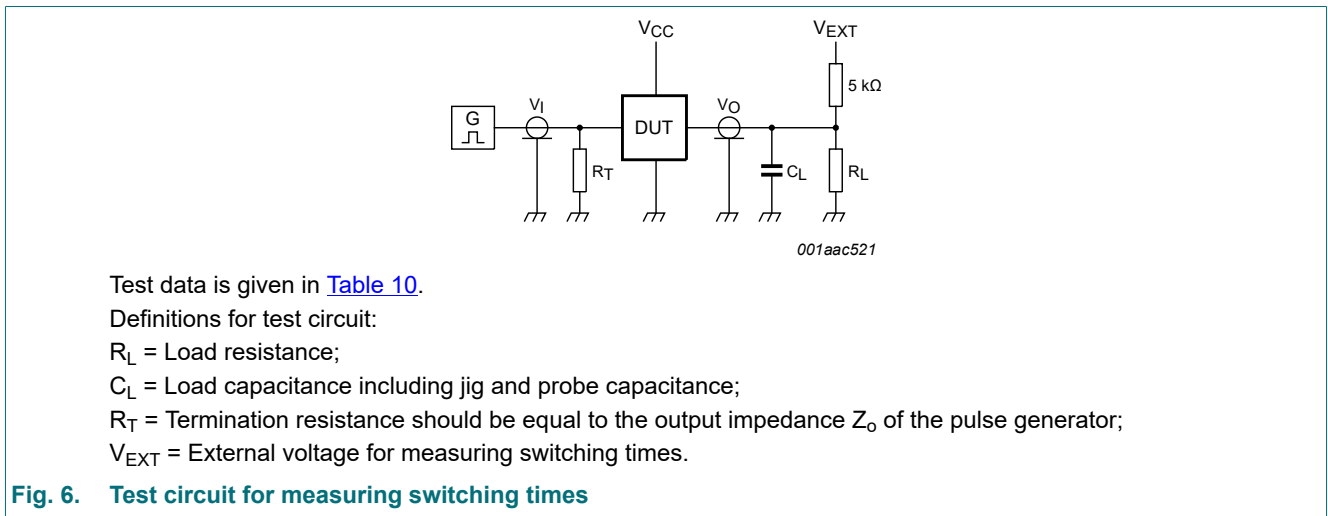 VCC
VEXT
5 kΩ
G
VI
DUT
VO
RT
CL
RL
001aac521
Test data is given in Table 10.
Definitions for test circuit:
RL = Load resistance;
CL = Load capacitance including jig and probe capacitance;
RT = Termination resistance should be equal to the output impedance Zo of the pulse generator;
VEXT = External voltage for measuring switching times.
Fig. 6. Test circuit for measuring switching times